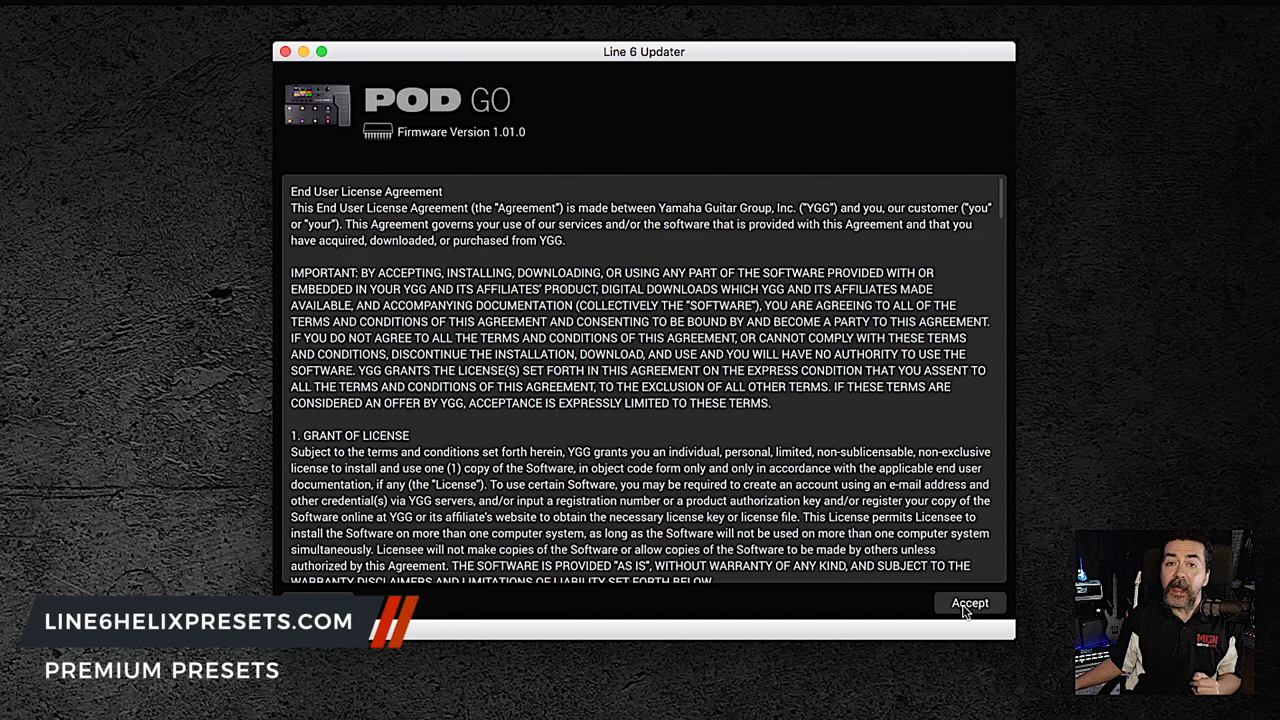 Line 6 Updater
POD GO
Firmware Version 1.01.0
End User License Agreement
This End User License Agreement (the "Agreement") is made between Yamaha Guitar Group, Inc. ("YGG") and you, our customer ("you"
or "your"). This Agreement governs your use of our services and/or the software that is provided with this Agreement and that you
have acquired, downloaded, or purchased from YGG.
IMPORTANT: BY ACCEPTING, INSTALLING, DOWNLOADING, OR USING ANY PART OF THE SOFTWARE PROVIDED WITH OR
EMBEDDED IN YOUR YGG AND ITS AFFILIATES' PRODUCT, DIGITAL DOWNLOADS WHICH YGG AND ITS AFFILIATES MADE
AVAILABLE, AND ACCOMPANYING DOCUMENTATION (COLLECTIVELY THE "SOFTWARE"), YOU ARE AGREEING TO ALL OF THE
TERMS AND CONDITIONS OF THIS AGREEMENT AND CONSENTING TO BE BOUND BY AND BECOME A PARTY TO THIS AGREEMENT.
IF YOU DO NOT AGREE TO ALL THE TERMS AND CONDITIONS OF THIS AGREEMENT, OR CANNOT COMPLY WITH THESE TERMS
AND CONDITIONS, DISCONTINUE THE INSTALLATION, DOWNLOAD, AND USE AND YOU WILL HAVE NO AUTHORITY TO USE THE
SOFTWARE. YGG GRANTS THE LICENSE(S) SET FORTH IN THIS AGREEMENT ON THE EXPRESS CONDITION THAT YOU ASSENT TO
ALL THE TERMS AND CONDITIONS OF THIS AGREEMENT, TO THE EXCLUSION OF ALL OTHER TERMS. IF THESE TERMS ARE
CONSIDERED AN OFFER BY YGG, ACCEPTANCE IS EXPRESSLY LIMITED TO THESE TERMS.
1. GRANT OF LICENSE
Subject to the terms and conditions set forth herein, YGG grants you an individual, personal, limited, non-sublicensable, non-exclusive
license to install and use one (1) copy of the Software, in object code form only and only in accordance with the applicable end user
documentation, if any (the "License"). To use certain Software, you may be required to create an account using an e-mail address and
other credential(s) via YGG servers, and/or input a registration number or a product authorization key and/or register your copy of the
Software online at YGG or its affiliate's website to obtain the necessary license key or license file. This License permits Licensee to
install the Software on more than one computer system, as long as the Software will not be used on more than one computer system
simultaneously. Licensee will not make copies of the Software or allow copies of the Software to be made by others unless
authorized by this Agreement. THE SOFTWARE IS PROVIDED "AS IS", WITHOUT WARRANTY OF ANY KIND, AND SUBJECT TO THE
WARRANTY DISCLAIMERS AND LIMITATIONS OF LIABILITY SET FORTH BELOW.
Accept
LINE6HELIXPRESETS.COM
PREMIUM PRESETS